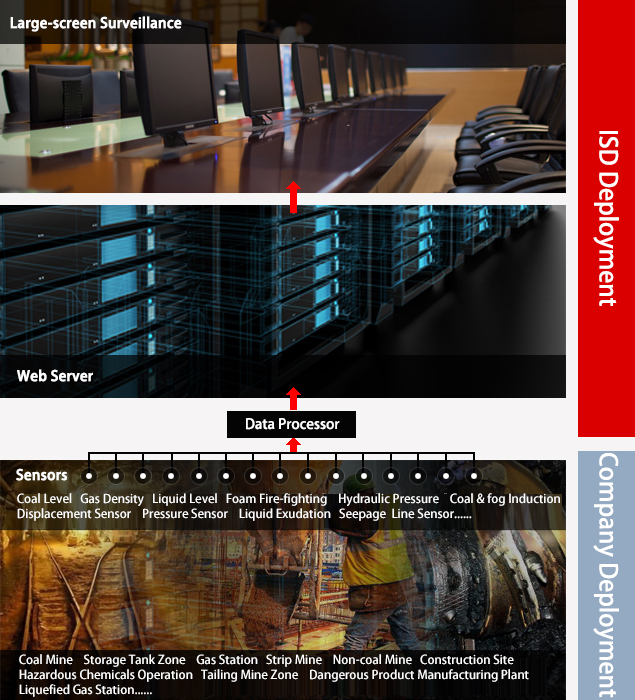 Large-screen Surveillance
ISD Deployment
Web Server
Data Processor
Sensors
Coal Level Gas Density Liquid Level Foam Fire-fighting Hydraulic Pressure Coal & fog Induction
Displacement Sensor Pressure Sensor Liquid Exudation Seepage Line Sensor......
Company Deployment
Coal Mine Storage Tank Zone Gas Station Strip Mine Non-coal Mine Construction Site
Hazardous Chemicals Operation Tailing Mine Zone Dangerous Product Manufacturing Plant
Liquefied Gas Station......